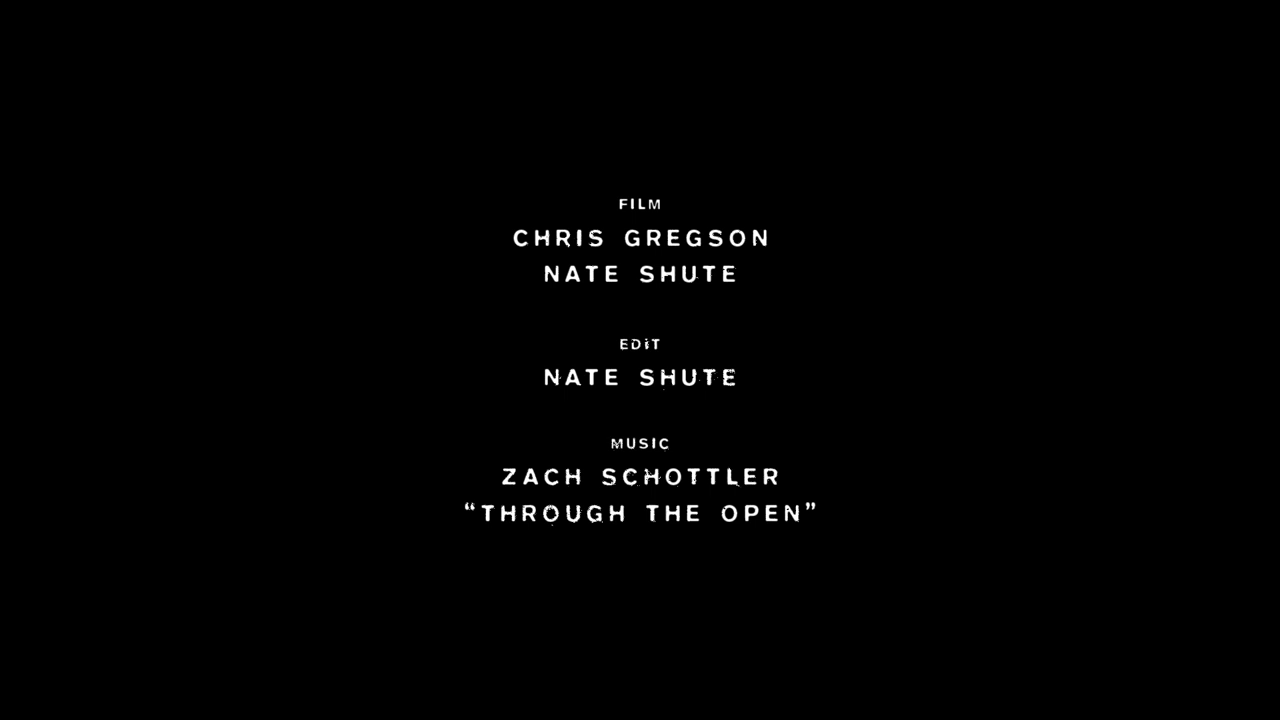 FILM
CHRIS GREGSON
NATE SHUTE
EDIT
NATE SHUTE
MUSIC
ZACH SCHOTTLER
“THROUGH THE OPEN”